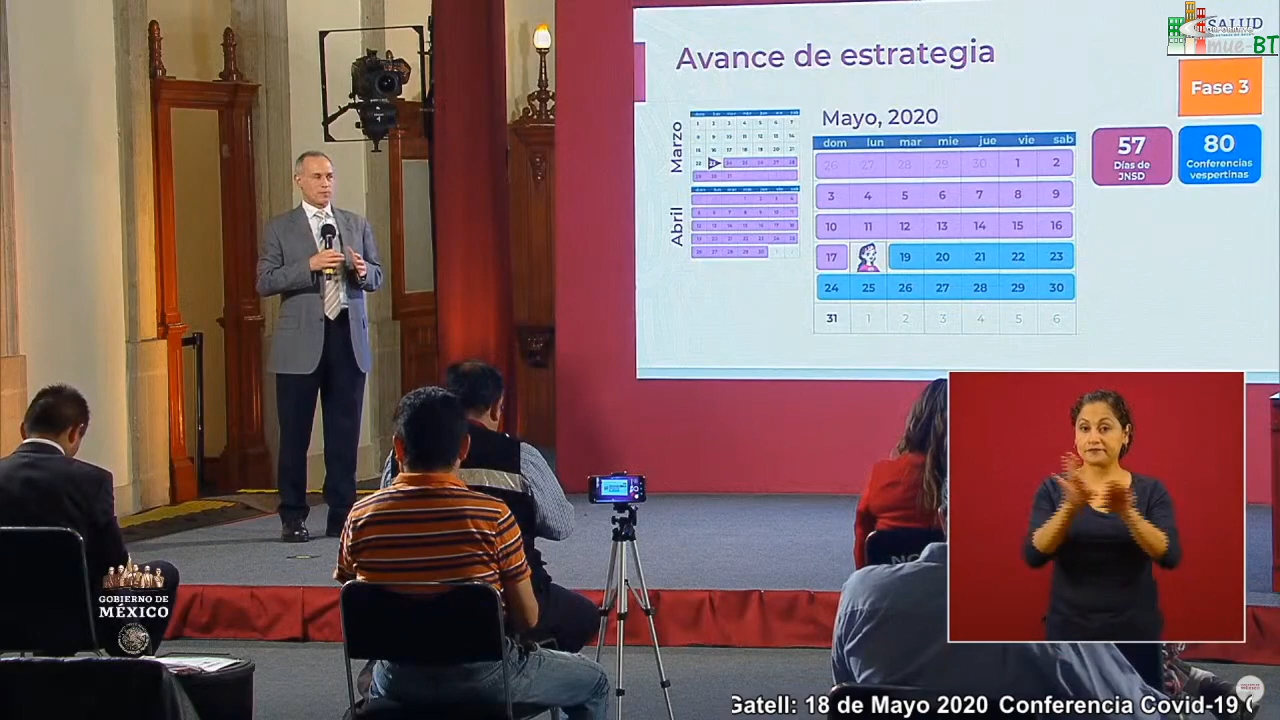 SALUD
mue-BT
Avance de estrategia
Fase 3
Mayo, 2020
Marzo
Abril
dom lun mar mie jue vie sab
26 27 28 29 30 1 2
3 4 5 6 7 8 9
10 11 12 13 14 15 16
17 19 20 21 22 23
24 25 26 27 28 29 30
31 1 2 3 4 5 6
57
Días de
JNSD
80
Conferencias
vespertinas
GOBIERNO DE
MÉXICO
Gatell: 18 de Mayo 2020 Conferencia Covid-19